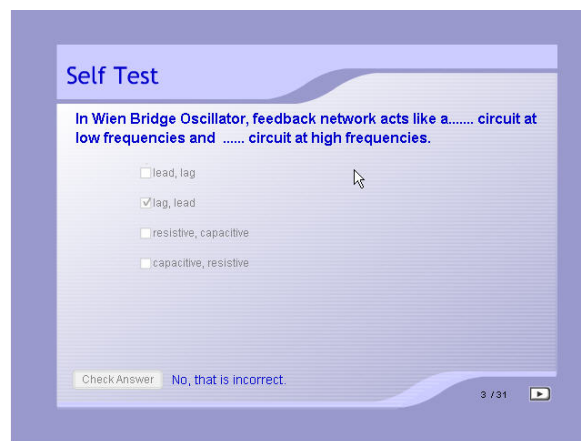 Self Test
In Wien Bridge Oscillator, feedback network acts like a....... circuit at
low frequencies and ...... circuit at high frequencies.
lead, lag
lag, lead
resistive, capacitive
capacitive, resistive
Check Answer No, that is incorrect.
3 / 31